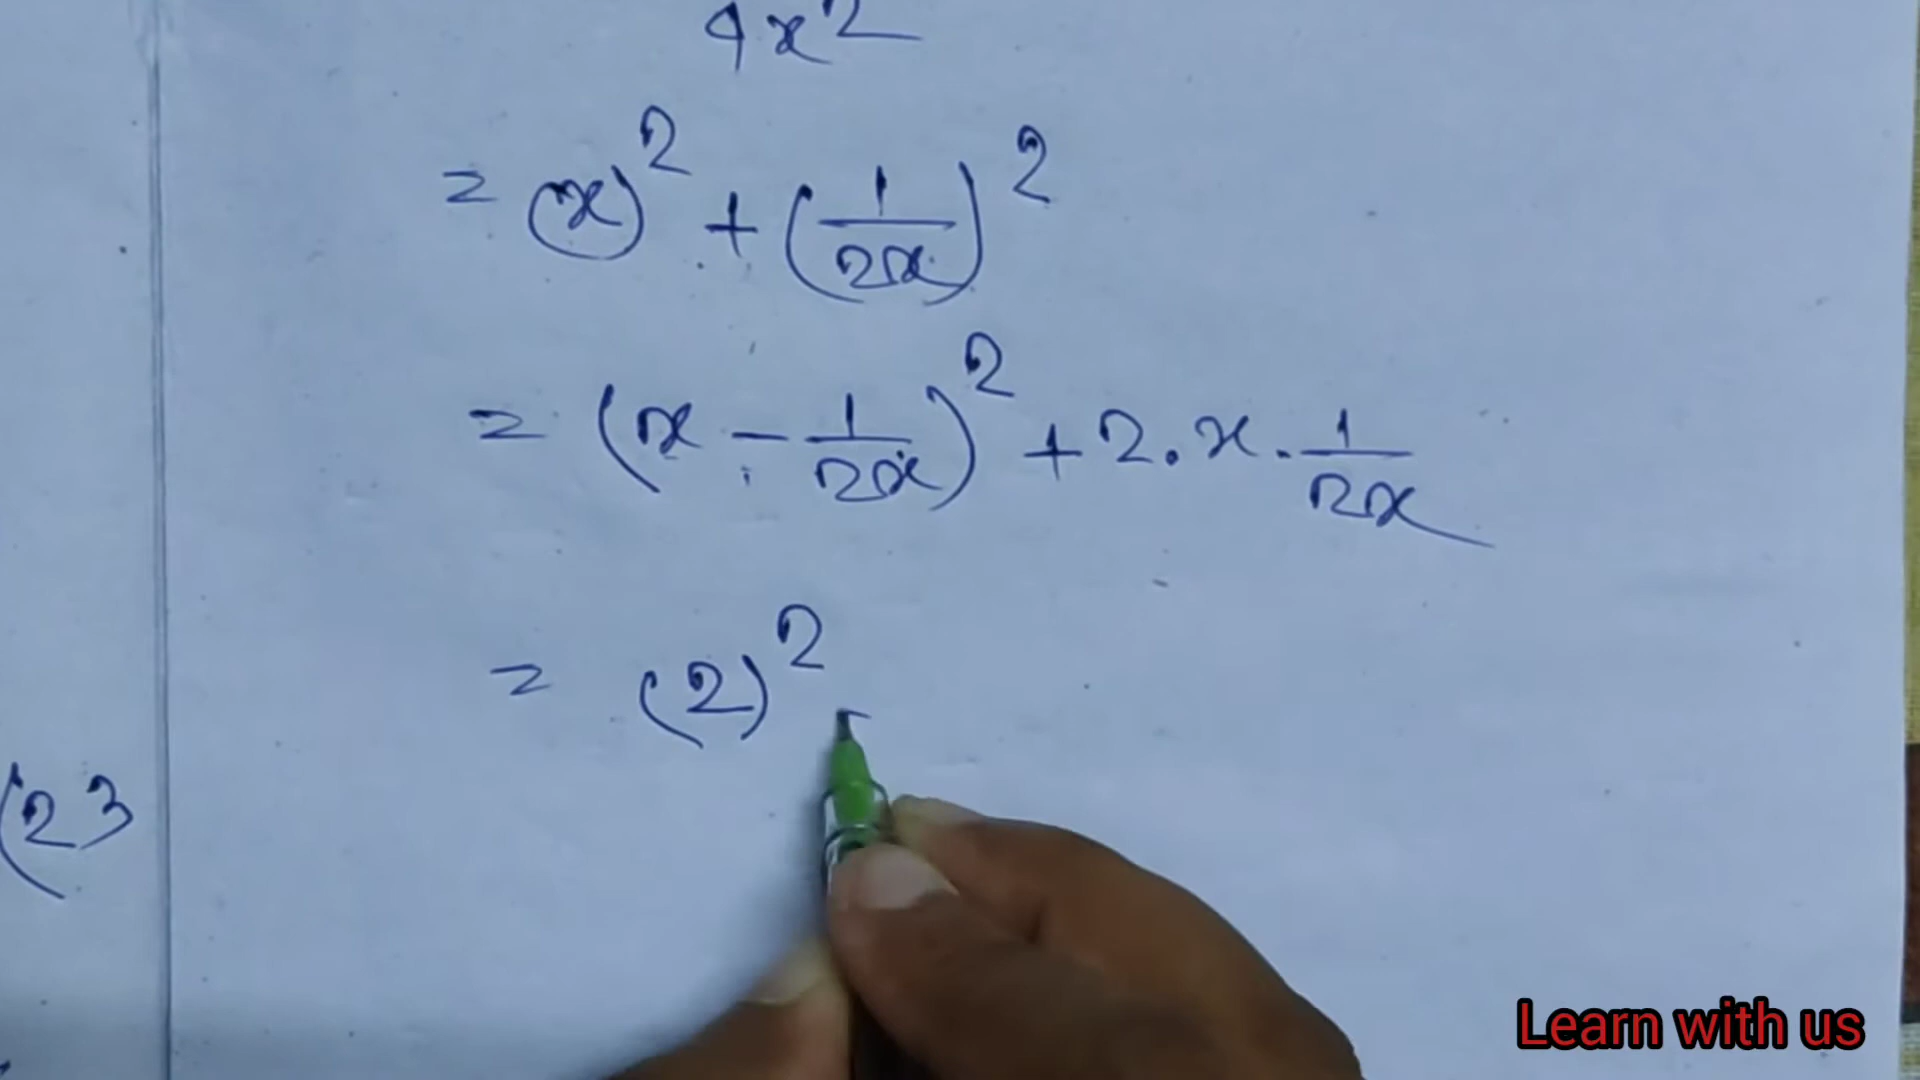 4x2
= (x)² + (1/2x)²
= (x - 1/2x)² + 2.x.1/2x
= (2)²
(23
Learn with us